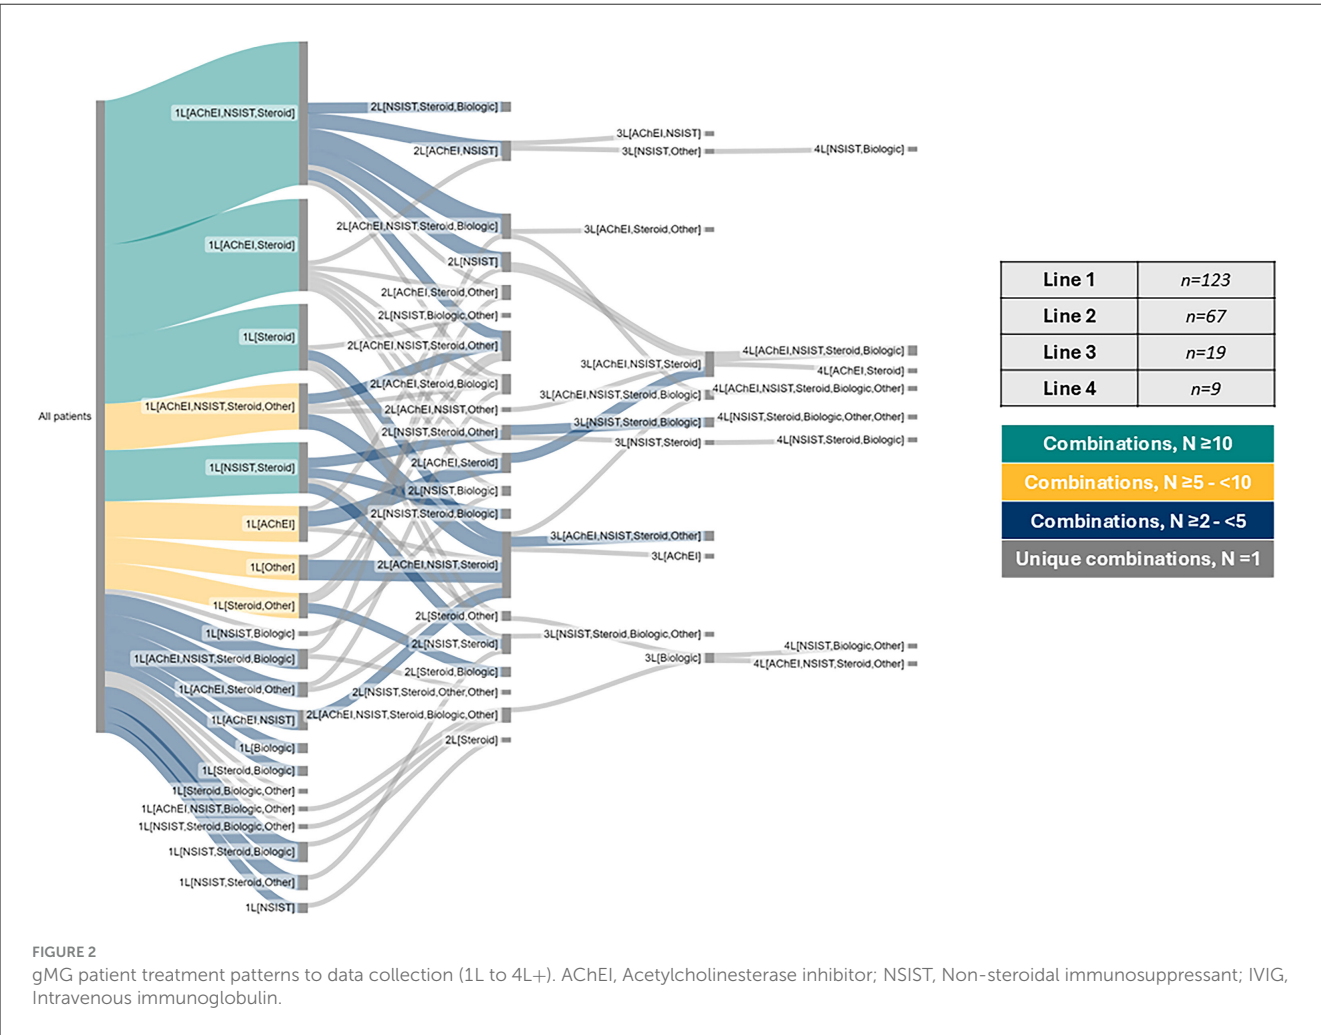 All patients
1L[AChEI,NSIST,Steroid]
1L[AChEI,Steroid]
1L[Steroid]
1L[AChEI,NSIST,Steroid,Other]
1L[NSIST,Steroid]
1L[AChEI]
1L[Other]
1L[Steroid,Other]
1L[NSIST,Biologic]
1L[AChEI,NSIST,Steroid,Biologic]
1L[AChEI,Steroid,Other]
1L[AChEI,NSIST]
1L[Biologic]
1L[Steroid,Biologic]
1L[Steroid,Biologic,Other]
1L[AChEI,NSIST,Biologic,Other]
1L[NSIST,Steroid,Biologic,Other]
1L[NSIST,Steroid,Biologic]
1L[NSIST,Steroid,Other]
1L[NSIST]
2L[NSIST,Steroid,Biologic]
2L[AChEI,NSIST]
2L[AChEI,NSIST,Steroid,Biologic]
2L[NSIST]
2L[AChEI,Steroid,Other]
2L[NSIST,Biologic,Other]
2L[AChEI,NSIST,Steroid,Other]
2L[AChEI,Steroid,Biologic]
2L[AChEI,NSIST,Other]
2L[NSIST,Steroid,Other]
2L[AChEI,Steroid]
2L[NSIST,Biologic]
2L[NSIST,Steroid,Biologic]
2L[AChEI,NSIST,Steroid]
2L[Steroid,Other]
2L[NSIST,Steroid]
2L[Steroid,Biologic]
2L[NSIST,Steroid,Other,Other]
2L[AChEI,NSIST,Steroid,Biologic,Other]
2L[Steroid]
3L[AChEI,NSIST]
3L[NSIST,Other]
3L[AChEI,Steroid,Other]
3L[AChEI,NSIST,Steroid]
3L[AChEI,NSIST,Steroid,Biologic]
3L[NSIST,Steroid,Biologic]
3L[NSIST,Steroid]
3L[AChEI,NSIST,Steroid,Other]
3L[AChEI]
3L[NSIST,Steroid,Biologic,Other]
3L[Biologic]
4L[NSIST,Biologic]
4L[AChEI,NSIST,Steroid,Biologic]
4L[AChEI,Steroid]
4L[AChEI,NSIST,Steroid,Biologic,Other]
4L[NSIST,Steroid,Biologic,Other,Other]
4L[NSIST,Steroid,Biologic]
4L[NSIST,Biologic,Other]
4L[AChEI,NSIST,Steroid,Other]
Line 1 n=123
Line 2 n=67
Line 3 n=19
Line 4 n=9
Combinations, N ≥10
Combinations, N ≥5 - <10
Combinations, N ≥2 - <5
Unique combinations, N =1
FIGURE 2
gMG patient treatment patterns to data collection (1L to 4L+). AChEI, Acetylcholinesterase inhibitor; NSIST, Non-steroidal immunosuppressant; IVIG,
Intravenous immunoglobulin.